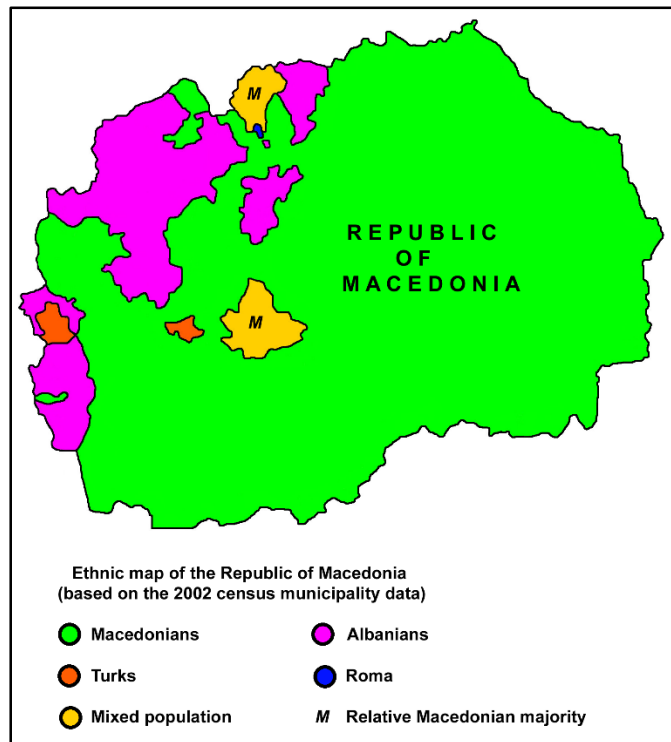 M
REPUBLIC
OF
MACEDONIA
M
Ethnic map of the Republic of Macedonia
(based on the 2002 census municipality data)
Macedonians
Albanians
Turks
Roma
Mixed population
M Relative Macedonian majority